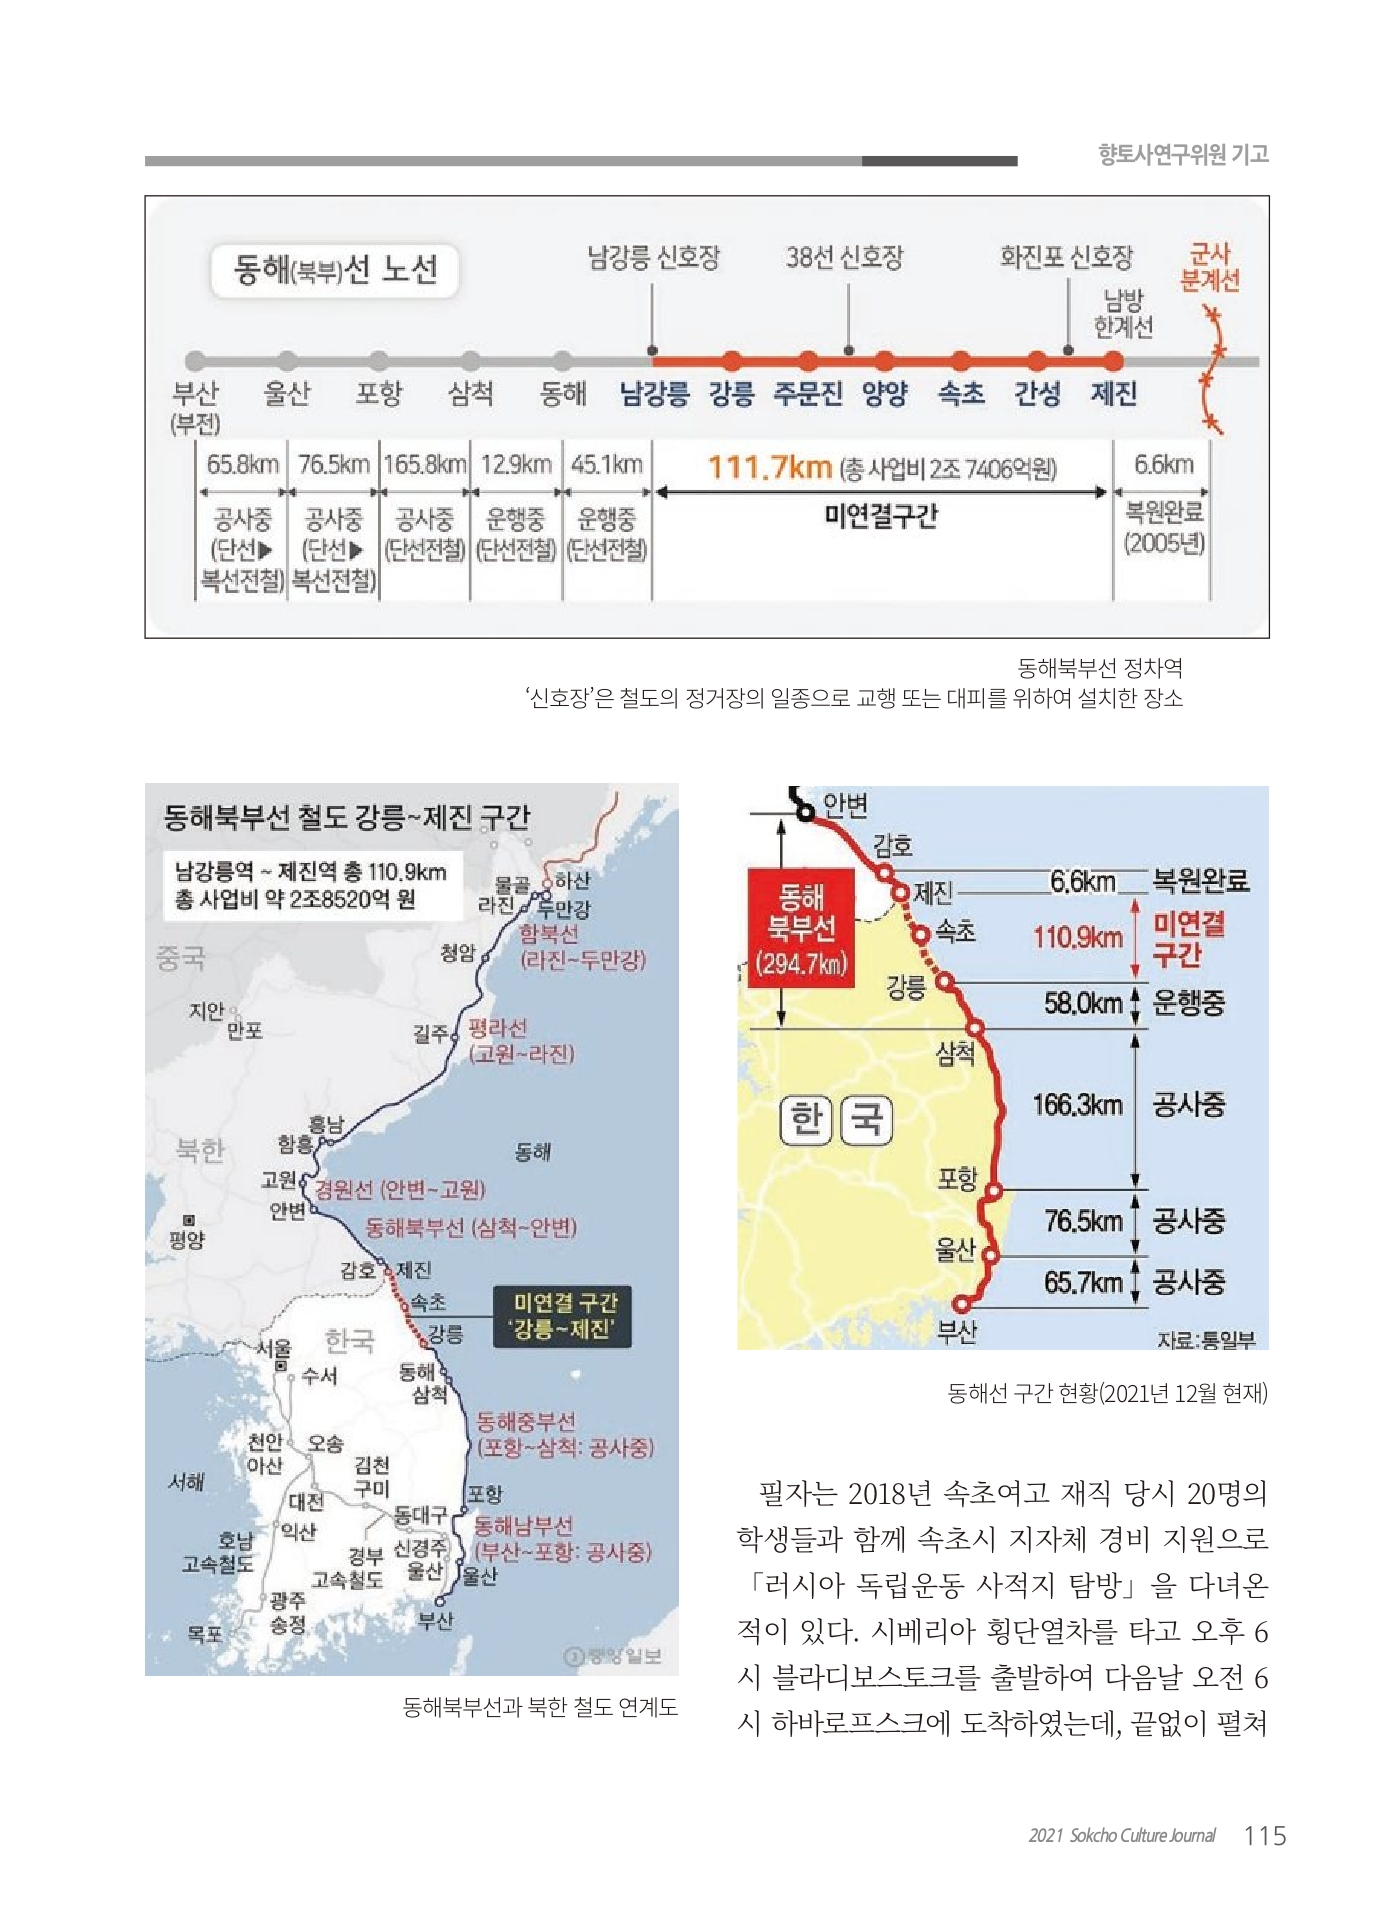 향토사연구위원 기고
동해(북부)선 노선
남강릉 신호장
38선 신호장
화진포 신호장
군사
분계선
남방
한계선
부산 울산 포항 삼척 동해 남강릉 강릉 주문진 양양 속초 간성 제진
(부전)
65.8km 76.5km 165.8km 12.9km 45.1km 111.7km (총 사업비 2조 7406억원) 6.6km
공사중
(단선▶
복선전철)
공사중
(단선▶
복선전철)
공사중
(단선전철)
운행중
(단선전철)
운행중
(단선전철)
미연결구간
복원완료
(2005년)
동해북부선 정차역
‘신호장’은 철도의 정거장의 일종으로 교행 또는 대피를 위하여 설치한 장소
동해북부선 철도 강릉~제진 구간
남강릉역 ~ 제진역 총 110.9km
총 사업비 약 2조8520억 원
물골
하산
라진
두만강
함북선
(라진~두만강)
중국
청암
지안
만포
길주
평라선
(고원~라진)
흥남
함흥
북한
동해
고원
경원선 (안변~고원)
안변
동해북부선 (삼척~안변)
평양
감호
제진
속초
미연결 구간
‘강릉~제진’
강릉
한국
서울
수서
동해
삼척
동해중부선
(포항~삼척: 공사중)
천안
아산
오송
김천
구미
서해
대전
포항
동대구
익산
동해남부선
(부산~포항: 공사중)
호남
고속철도
경부
고속철도
신경주
울산
울산
광주
송정
부산
목포
중앙일보
동해북부선과 북한 철도 연계도
안변
감호
제진
6.6km
복원완료
동해
북부선
(294.7km)
속초
110.9km
미연결
구간
강릉
58.0km
운행중
삼척
한국
166.3km
공사중
포항
76.5km
공사중
울산
65.7km
공사중
부산
자료:통일부
동해선 구간 현황(2021년 12월 현재)
필자는 2018년 속초여고 재직 당시 20명의
학생들과 함께 속초시 지자체 경비 지원으로
「러시아 독립운동 사적지 탐방」을 다녀온
적이 있다. 시베리아 횡단열차를 타고 오후 6
시 블라디보스토크를 출발하여 다음날 오전 6
시 하바로프스크에 도착하였는데, 끝없이 펼쳐
2021 Sokcho Culture Journal 115